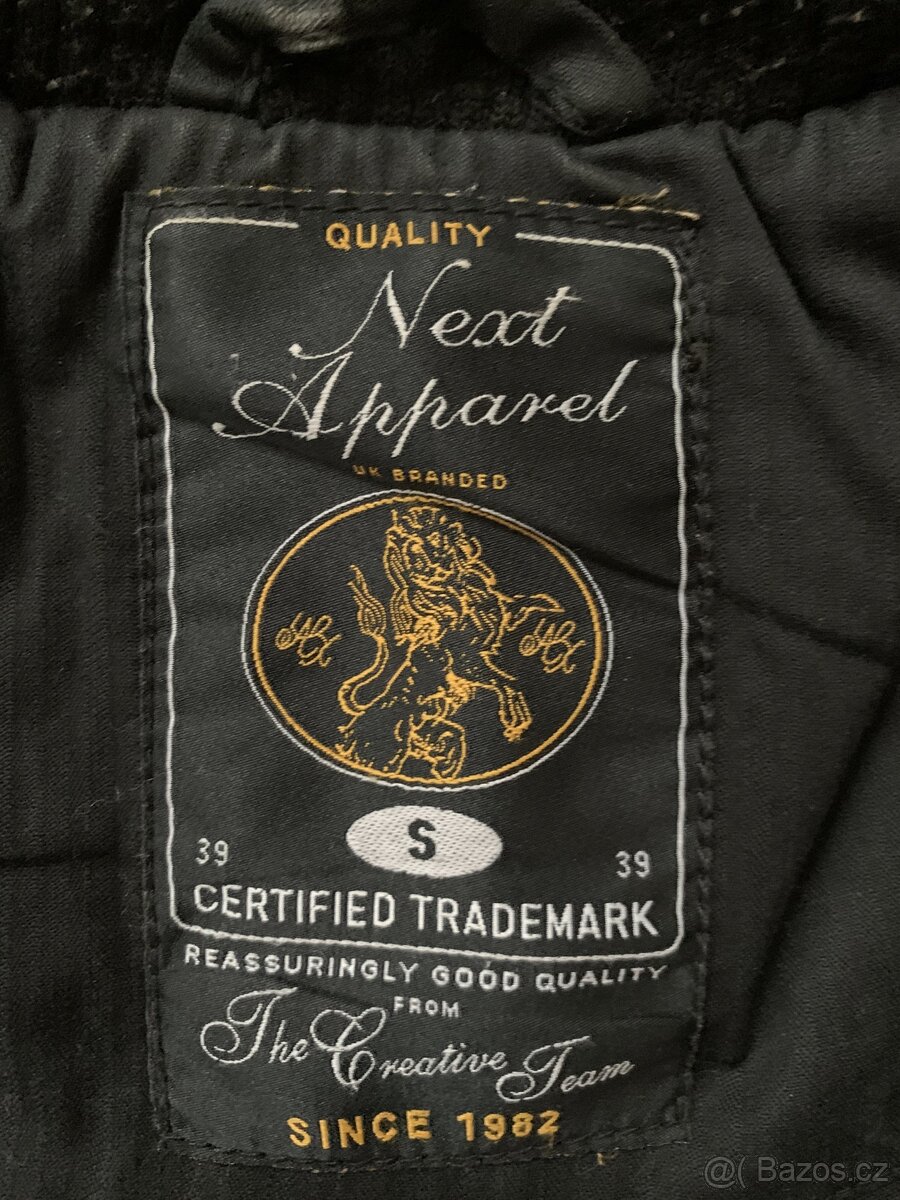 QUALITY
Next
Apparel
UK BRANDED
S
39 39
CERTIFIED TRADEMARK
REASSURINGLY GOOD QUALITY
FROM
The Creative Team
SINCE 1982
@( Bazos.cz